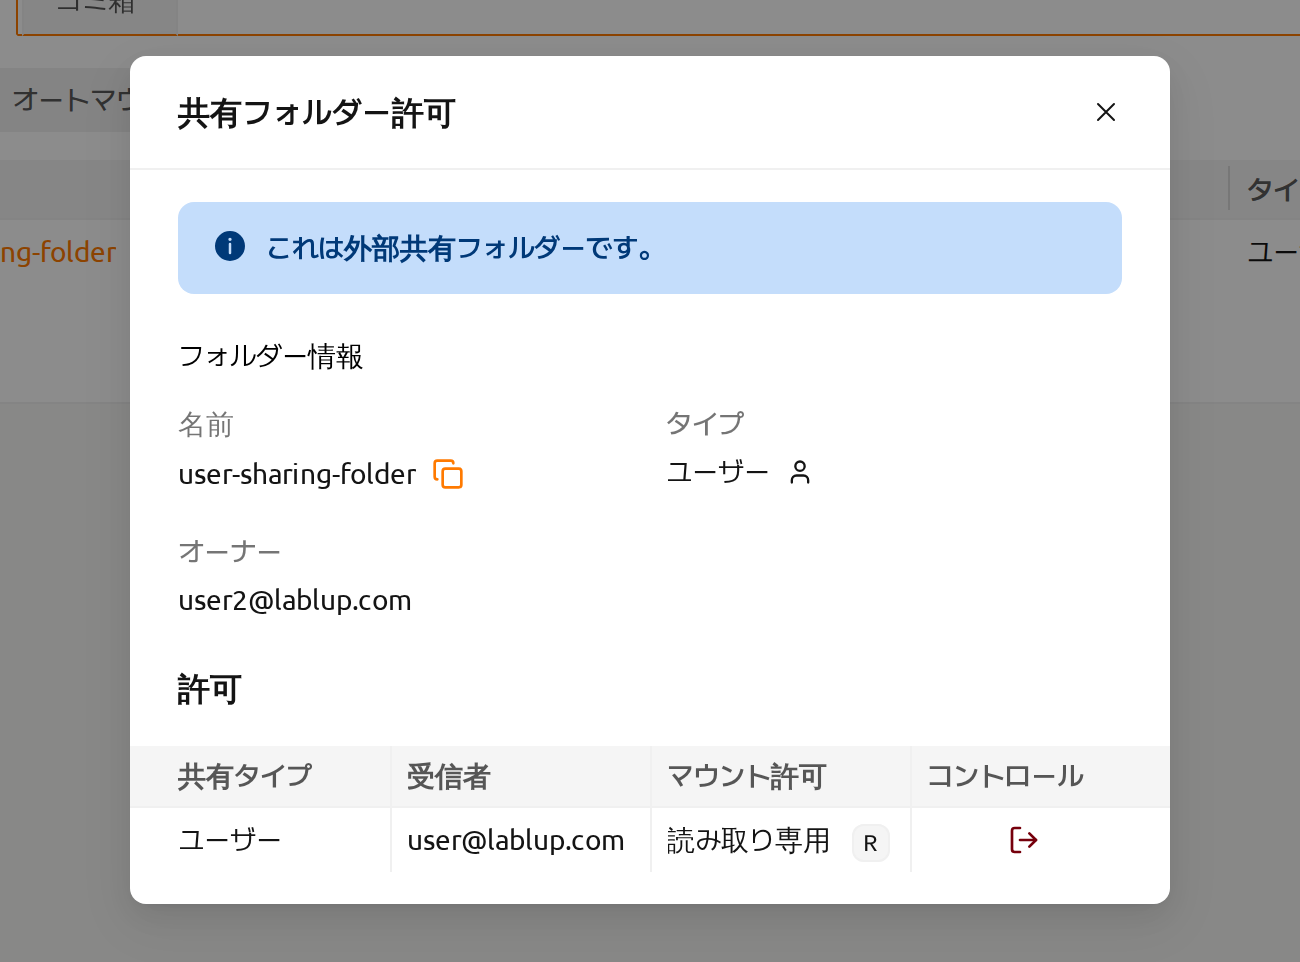 ゴミ箱
オートマウ
共有フォルダー許可
タイ
これは外部共有フォルダーです。
ng-folder
ユー
フォルダー情報
名前
タイプ
user-sharing-folder
ユーザー
オーナー
user2@lablup.com
許可
共有タイプ 受信者 マウント許可 コントロール
ユーザー user@lablup.com 読み取り専用 R